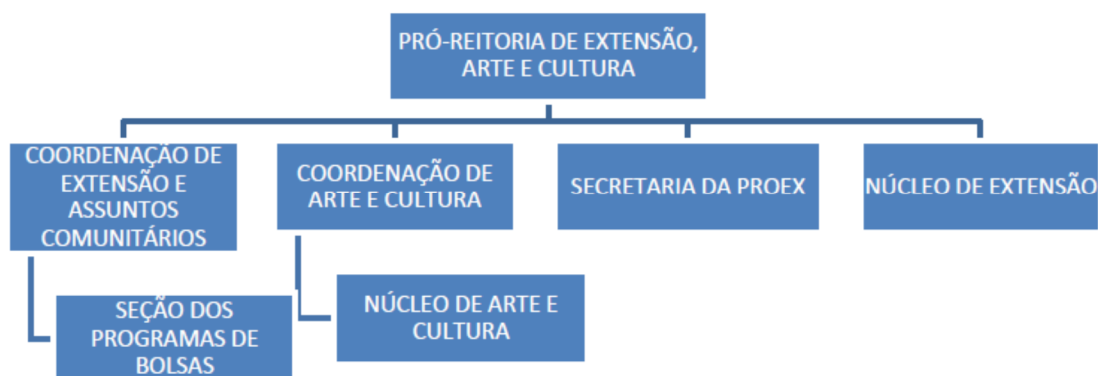 PRÓ-REITORIA DE EXTENSÃO,
ARTE E CULTURA
COORDENAÇÃO DE
EXTENSÃO E
ASSUNTOS
COMUNITÁRIOS
COORDENAÇÃO DE
ARTE E CULTURA
SECRETARIA DA PROEX
NÚCLEO DE EXTENSÃO
SEÇÃO DOS
PROGRAMAS DE
BOLSAS
NÚCLEO DE ARTE E
CULTURA